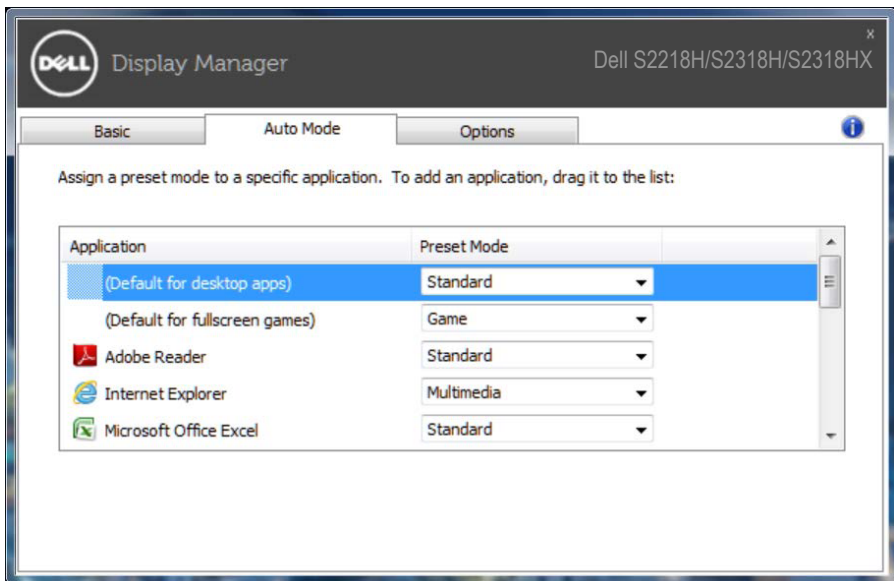 DELL Display Manager
x
Dell S2218H/S2318H/S2318HX
Basic Auto Mode Options
Assign a preset mode to a specific application. To add an application, drag it to the list:
Application Preset Mode
(Default for desktop apps) Standard
(Default for fullscreen games) Game
Adobe Reader Standard
Internet Explorer Multimedia
Microsoft Office Excel Standard